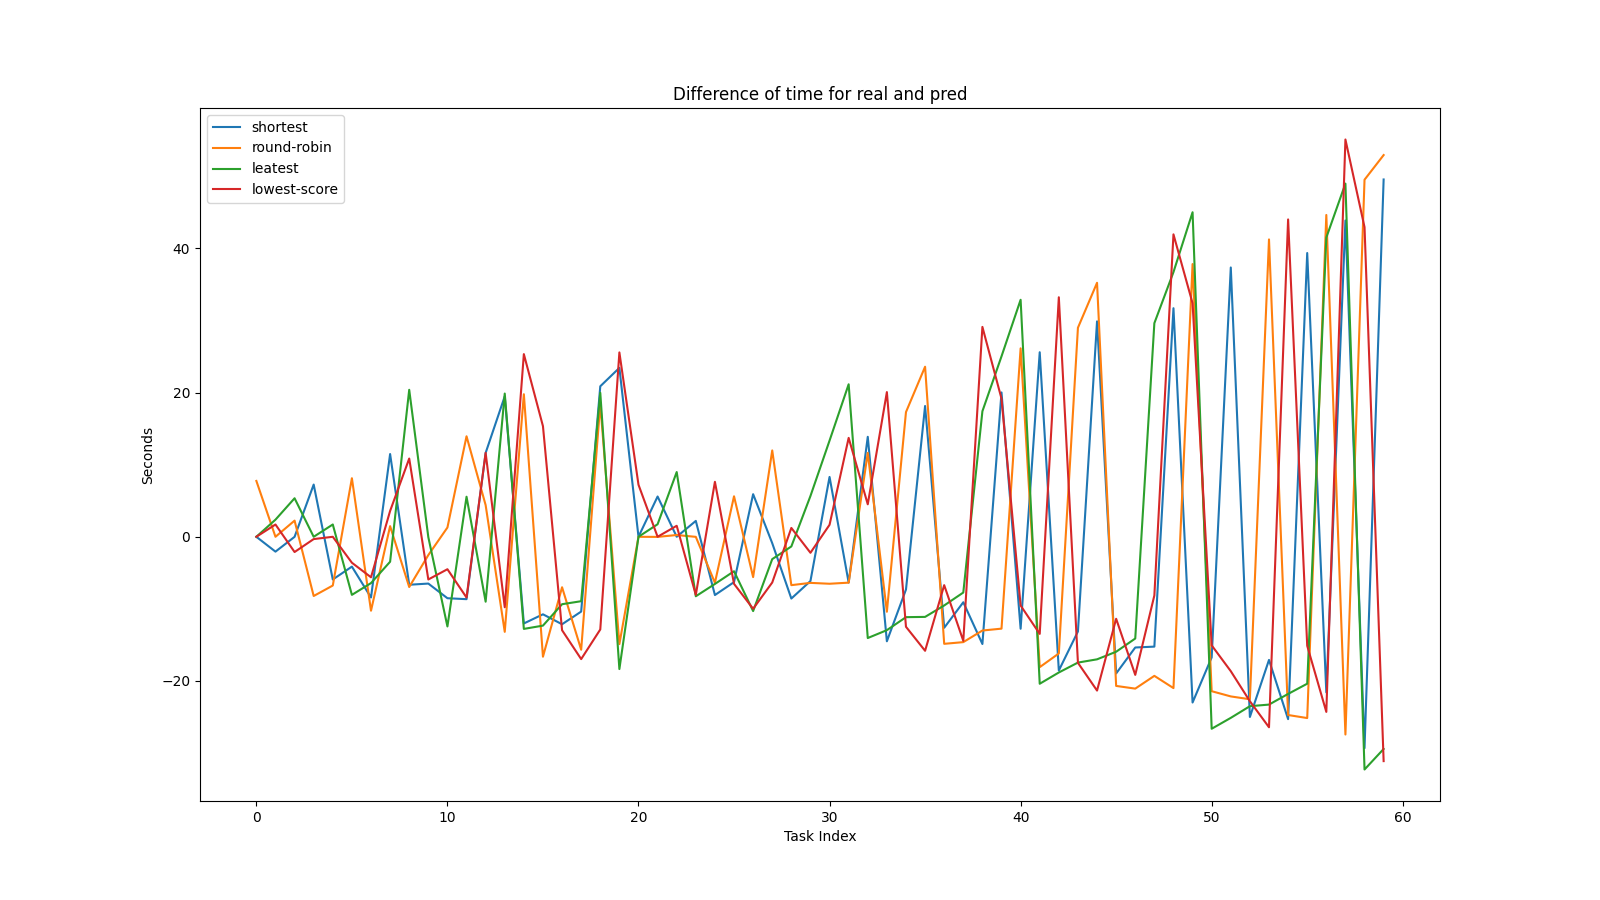 Difference of time for real and pred
shortest
round-robin
leatest
lowest-score
40
20
0
−20
Seconds
0 10 20 30 40 50 60
Task Index